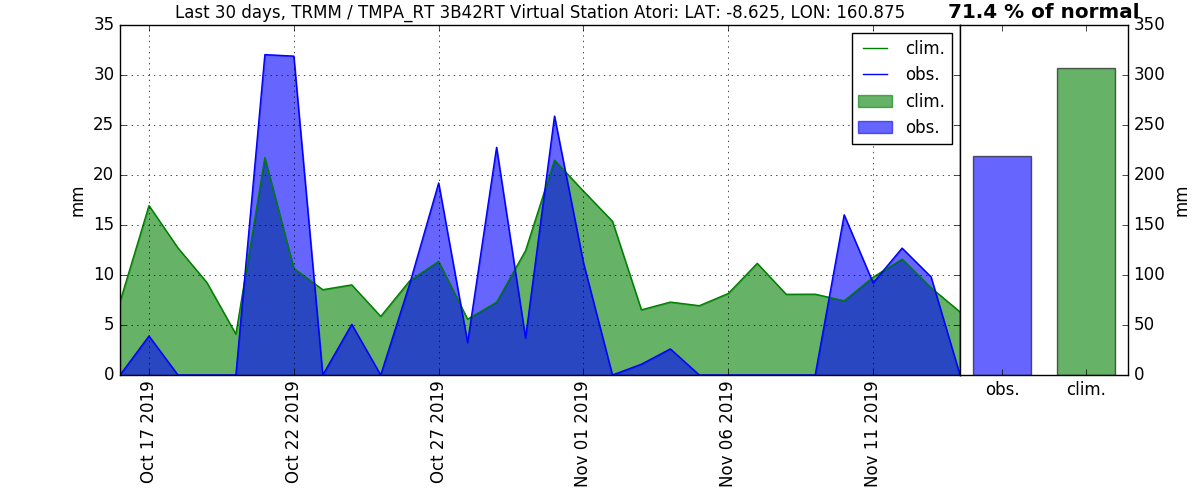 Last 30 days, TRMM / TMPA_RT 3B42RT Virtual Station Atori: LAT: -8.625, LON: 160.875
71.4 % of normal
35
30
25
20
15
10
5
0
mm
clim.
obs.
clim.
obs.
350
300
250
200
150
100
50
0
mm
obs.
clim.
Oct 17 2019
Oct 22 2019
Oct 27 2019
Nov 01 2019
Nov 06 2019
Nov 11 2019